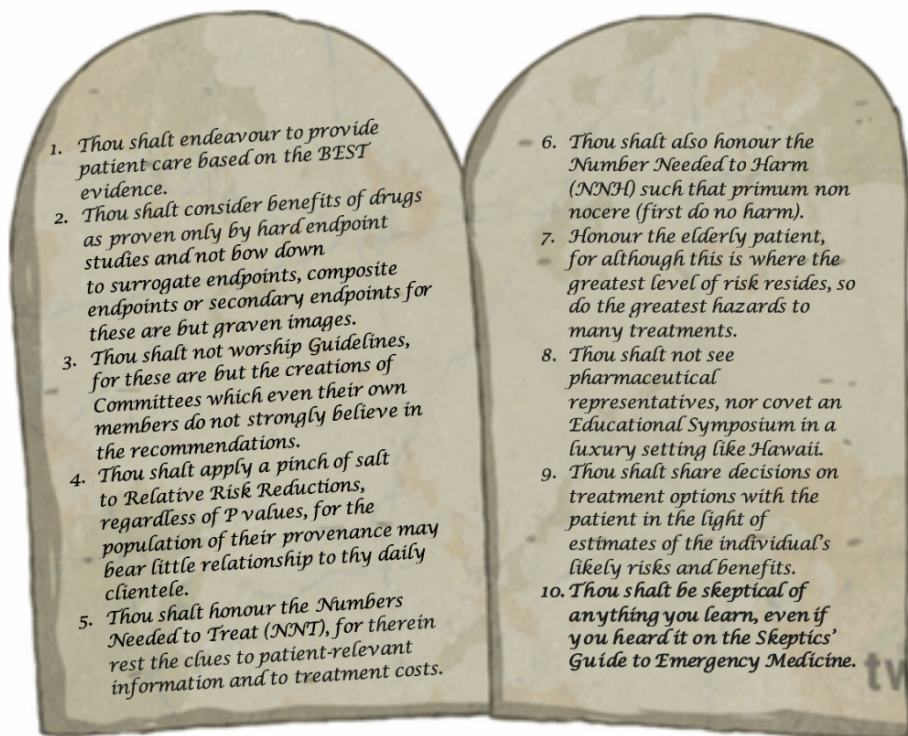 1. Thou shalt endeavour to provide
patient care based on the BEST
evidence.
2. Thou shalt consider benefits of drugs
as proven only by hard endpoint
studies and not bow down
to surrogate endpoints, composite
endpoints or secondary endpoints for
these are but graven images.
3. Thou shalt not worship Guidelines,
for these are but the creations of
Committees which even their own
members do not strongly believe in
the recommendations.
4. Thou shalt apply a pinch of salt
to Relative Risk Reductions,
regardless of P values, for the
population of their provenance may
bear little relationship to thy daily
clientele.
5. Thou shalt honour the Numbers
Needed to Treat (NNT), for therein
rest the clues to patient-relevant
information and to treatment costs.
6. Thou shalt also honour the
Number Needed to Harm
(NNH) such that primum non
nocere (first do no harm).
7. Honour the elderly patient,
for although this is where the
greatest level of risk resides, so
do the greatest hazards to
many treatments.
8. Thou shalt not see
pharmaceutical
representatives, nor covet an
Educational Symposium in a
luxury setting like Hawaii.
9. Thou shalt share decisions on
treatment options with the
patient in the light of
estimates of the individual's
likely risks and benefits.
10. Thou shalt be skeptical of
anything you learn, even if
you heard it on the Skeptics'
Guide to Emergency Medicine.